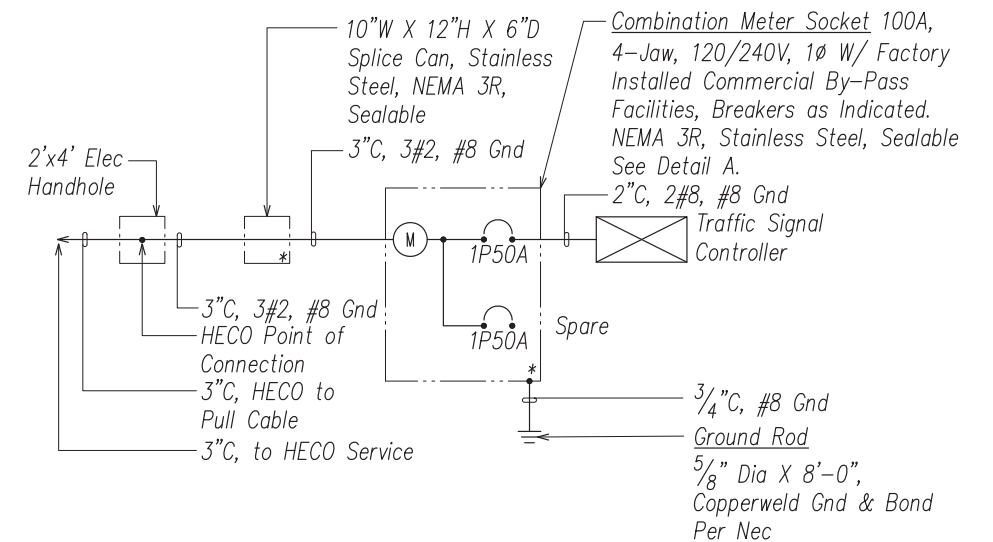 10"W X 12"H X 6"D
Splice Can, Stainless
Steel, NEMA 3R,
Sealable
3"C, 3#2, #8 Gnd
Combination Meter Socket 100A,
4-Jaw, 120/240V, 1ø W/ Factory
Installed Commercial By-Pass
Facilities, Breakers as Indicated.
NEMA 3R, Stainless Steel, Sealable
See Detail A.
2"C, 2#8, #8 Gnd
2'x4' Elec
Handhole
Traffic Signal
Controller
M
1P50A
*
3"C, 3#2, #8 Gnd
HECO Point of
Connection
3"C, HECO to
Pull Cable
3"C, to HECO Service
1P50A
Spare
*
3/4"C, #8 Gnd
Ground Rod
5/8" Dia X 8'-0",
Copperweld Gnd & Bond
Per Nec